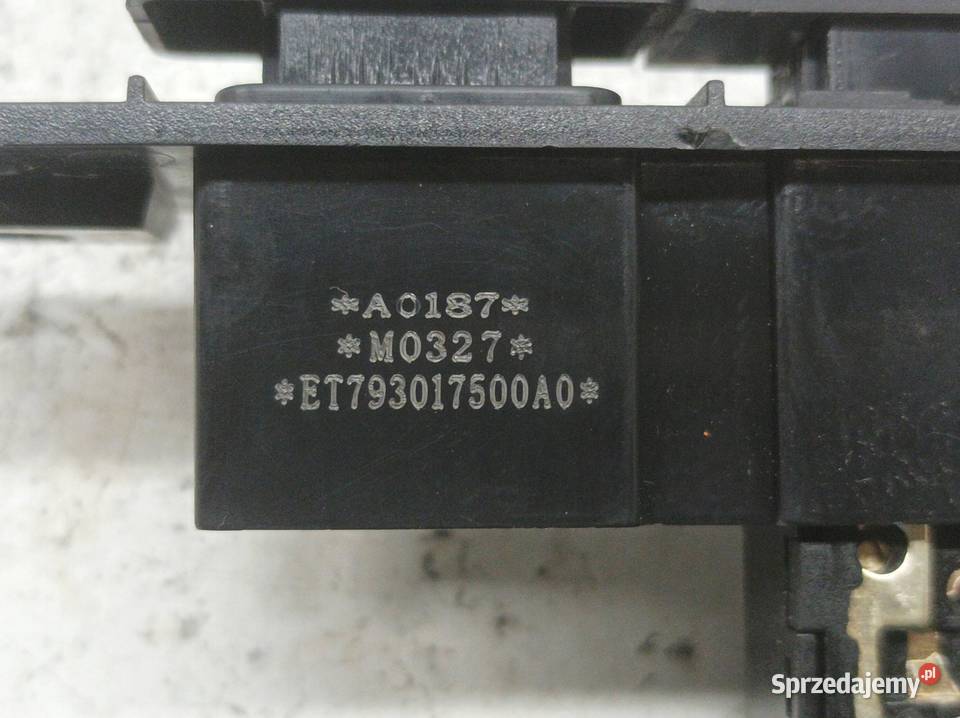 *A0187*
*M0327*
*ET793017500A0*
Sprzedajemy.pl